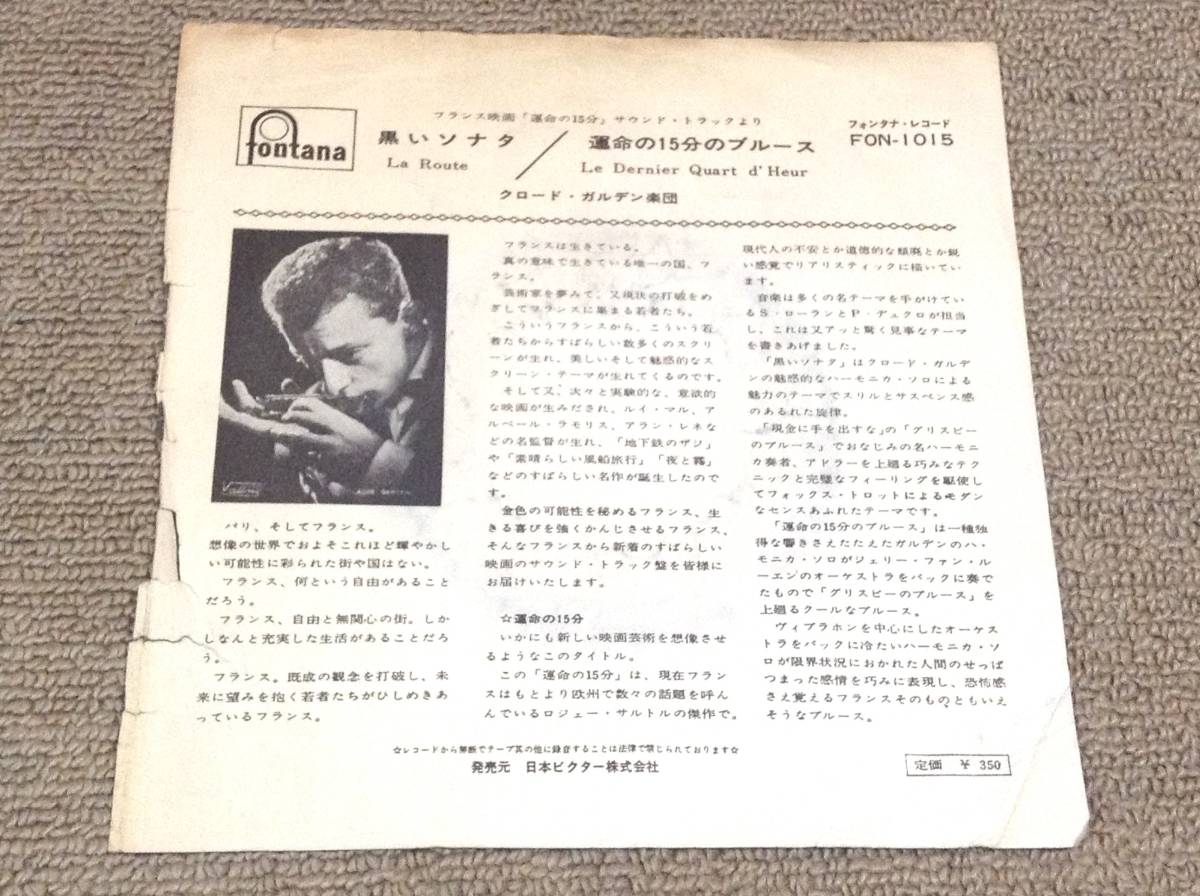 fontana
フランス映画「運命の15分」サウンド・トラックより
黒いソナタ
La Route
運命の15分のブルース
Le Dernier Quart d'Heur
フォンタナ・レコード
FON-1015
クロード・ガルデン楽団
パリ、そしてフランス。
想像の世界でおよそこれほど輝やかし
い可能性に彩られた街や国はない。
フランス、何という自由があること
だろう。
フランス、自由と無関心の街。しか
しなんと充実した生活があることだろ
う。
フランス。既成の観念を打破し、未
来に望みを抱く若者たちがひしめきあ
っているフランス。
フランスは生きている。
真の意味で生きている唯一の国、フ
ランス。
芸術家を夢みて、又現状の打破をめ
ざしてフランスに集まる若者たち。
こういうフランスから、こういう若
者たちからすばらしい数多くのスクリ
ーンが生れ、美しいそして魅惑的なス
クリーン・テーマが生れてくるのです。
そして又、次々と実験的な、意欲的
な映画が生みだされ、ルイ・マル、ア
ルベール・ラモリス、アラン・レネな
どの名監督が生れ、「地下鉄のザジ」
や「素晴らしい風船旅行」「夜と霧」
などのすばらしい名作が誕生したので
す。
金色の可能性を秘めるフランス、生
きる喜びを強くかんじさせるフランス、
そんなフランスから新着のすばらしい
映画のサウンド・トラック盤を皆様に
お届けいたします。
☆運命の15分
いかにも新しい映画芸術を想像させ
るようなこのタイトル。
この「運命の15分」は、現在フラン
スはもとより欧州で数々の話題を呼ん
でいるロジェー・サルトルの傑作で。
現代人の不安とか道徳的な頽廃とか鋭
い感覚でリアリスティックに描いてい
ます。
音楽は多くの名テーマを手がけてい
るS・ローランとP・デュクロが担当
し、これは又アッと驚く見事なテーマ
を書きあげました。
「黒いソナタ」はクロード・ガルデ
ンの魅惑的なハーモニカ・ソロによる
魅力のテーマでスリルとサスペンス感
のあるれた旋律。
「現金に手を出すな」の「グリスビー
のブルース」でおなじみの名ハーモニ
カ奏者、アドラーを上廻る巧みなテク
ニックと完璧なフィーリングを駆使し
てフォックス・トロットによるモダン
なセンスあふれたテーマです。
「運命の15分のブルース」は一種独
得な響きさえたたえたガルデンのハ
ーモニカ・ソロがジェリー・ファン・ル
ーエンのオーケストラをバックに奏で
たもので「グリスビーのブルース」を
上廻るクールなブルース。
ヴィブラホンを中心にしたオーケス
トラをバックに冷たいハーモニカ・ソ
ロが限界状況におかれた人間のせっぱ
つまった感情を巧みに表現し、恐怖感
さえ覚えるフランスそのものともいえ
そうなブルース。
☆レコードから無断でテープ其の他に録音することは法律で禁じられております☆
発売元 日本ビクター株式会社
定価 ¥ 350